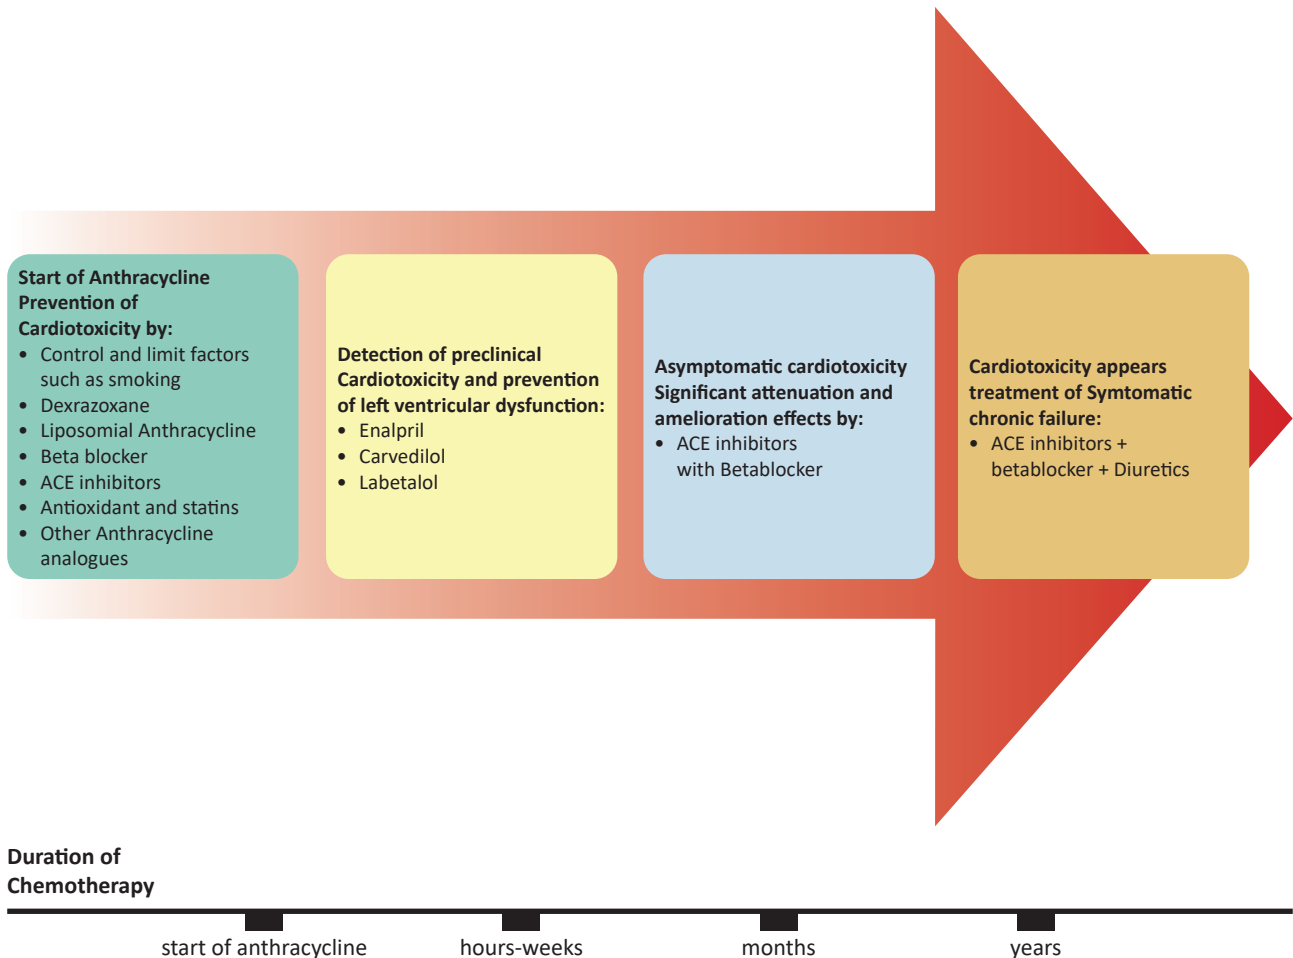 Start of Anthracycline
Prevention of
Cardiotoxicity by:
• Control and limit factors
such as smoking
• Dexrazoxane
• Liposomial Anthracycline
• Beta blocker
• ACE inhibitors
• Antioxidant and statins
• Other Anthracycline
analogues
Detection of preclinical
Cardiotoxicity and prevention
of left ventricular dysfunction:
• Enalpril
• Carvedilol
• Labetalol
Asymptomatic cardiotoxicity
Significant attenuation and
amelioration effects by:
• ACE inhibitors
with Betablocker
Cardiotoxicity appears
treatment of Symtomatic
chronic failure:
• ACE inhibitors +
betablocker + Diuretics
Duration of
Chemotherapy
start of anthracycline
hours-weeks
months
years